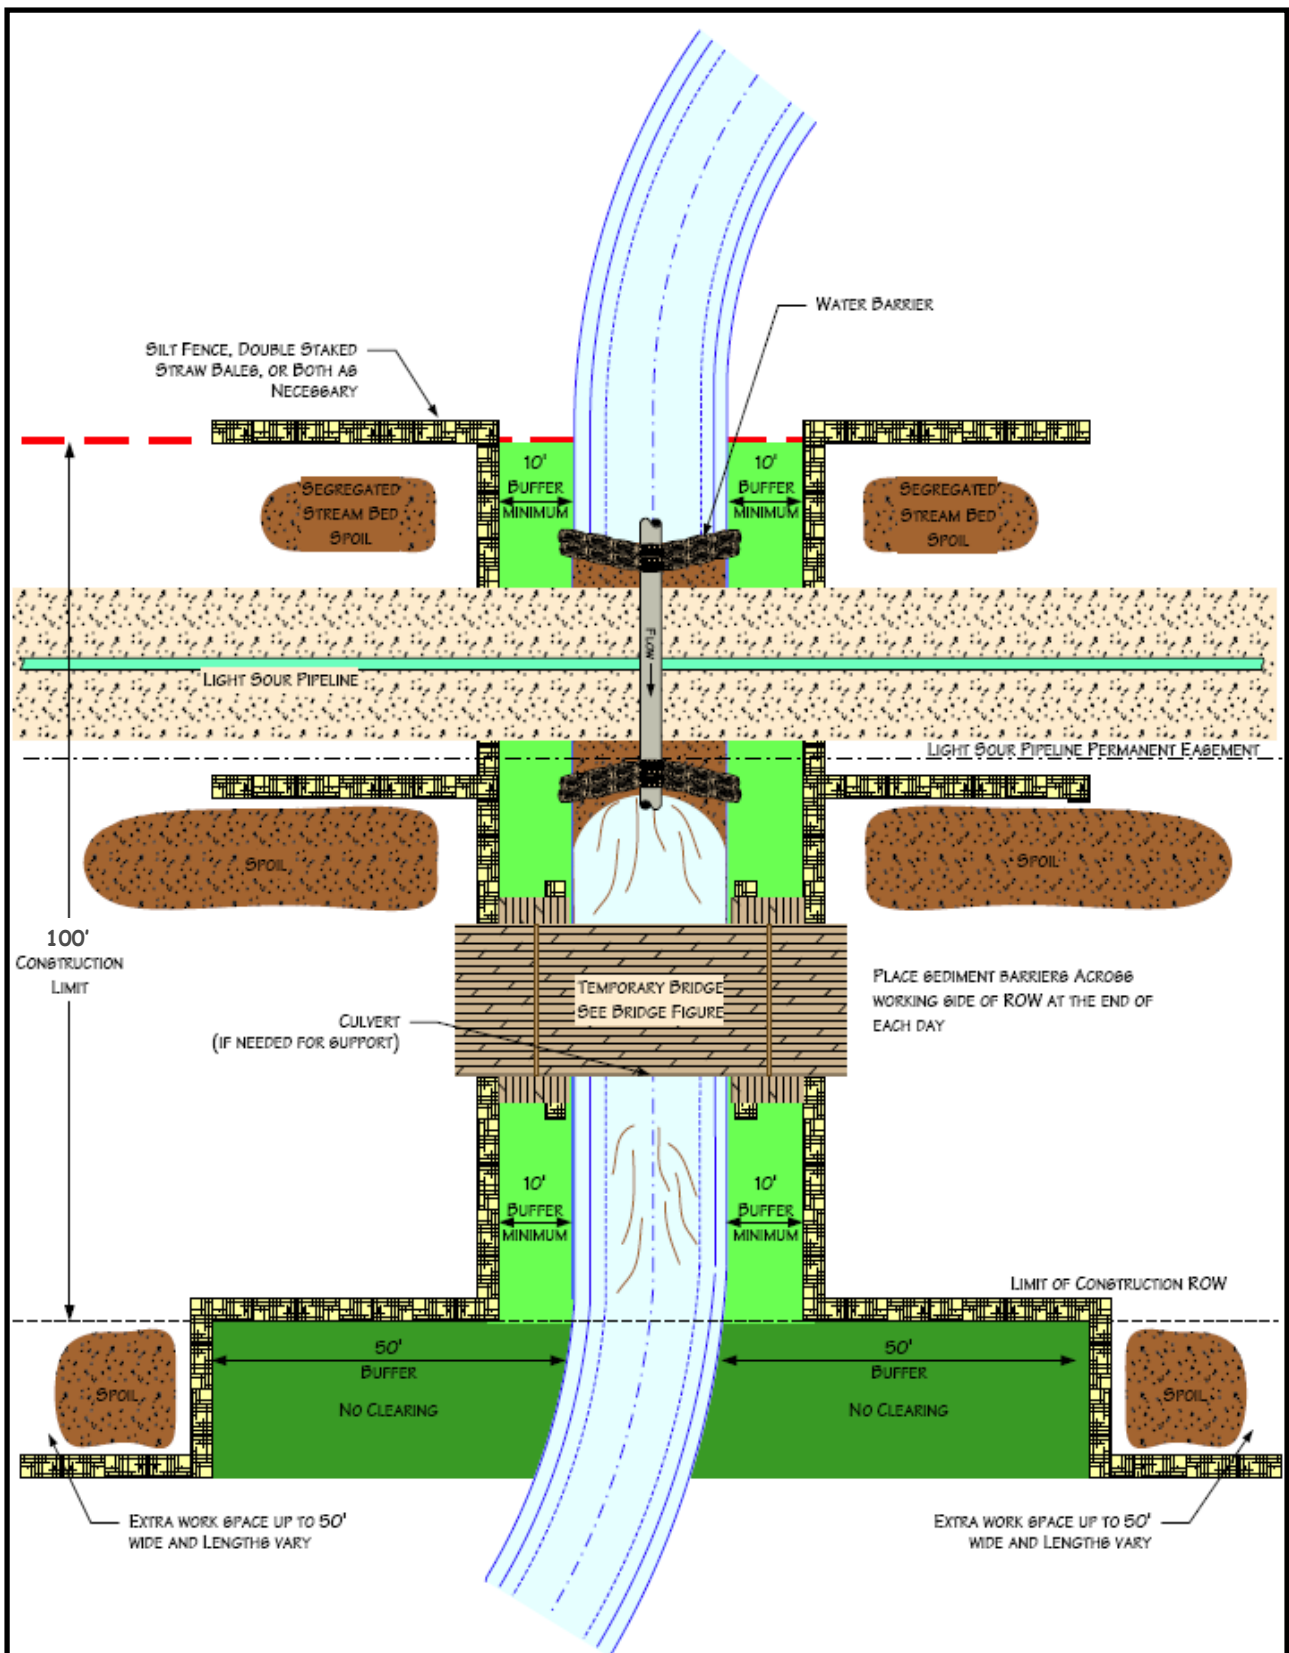 Water Barrier
Silt Fence, Double Staked
Straw Bales, or Both as
Necessary
10'
Buffer
Minimum
10'
Buffer
Minimum
Segregated
Stream Bed
Spoil
Segregated
Stream Bed
Spoil
Flow
Light Sour Pipeline
Light Sour Pipeline Permanent Easement
Spoil
Spoil
100'
Construction
Limit
Temporary Bridge
See Bridge Figure
Place sediment barriers Across
working side of ROW at the end of
each day
Culvert
(if needed for support)
10'
Buffer
minimum
10'
Buffer
minimum
Limit of Construction ROW
50'
Buffer
No Clearing
50'
Buffer
No Clearing
Spoil
Spoil
Extra work space up to 50'
wide and Lengths vary
Extra work space up to 50'
wide and Lengths vary